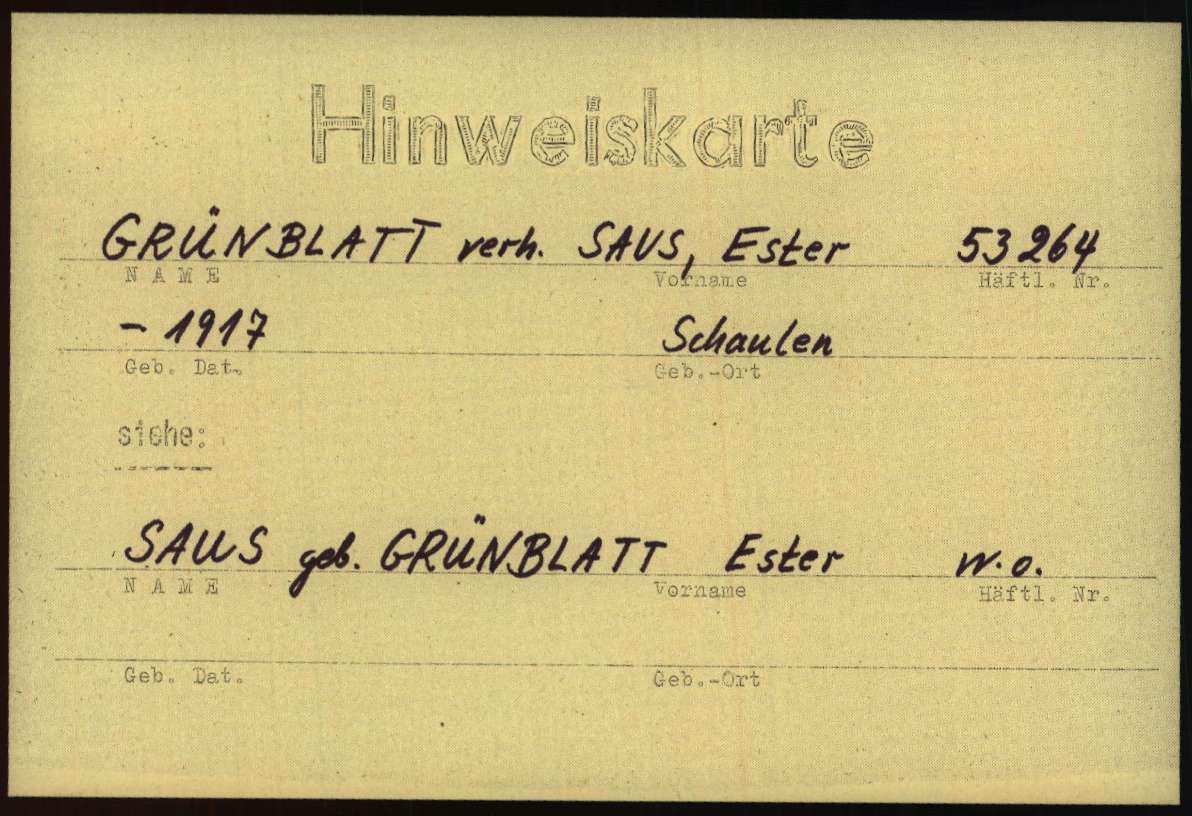 Hinweiskarte
GRÜNBLATT verh. SAUS, Ester 53264
NAME Vorname Häftl. Nr.
- 1917 Schaulen
Geb. Dat. Geb.-Ort
siehe:
SAUS geb. GRÜNBLATT Ester w.o.
NAME Vorname Häftl. Nr.
Geb. Dat. Geb.-Ort